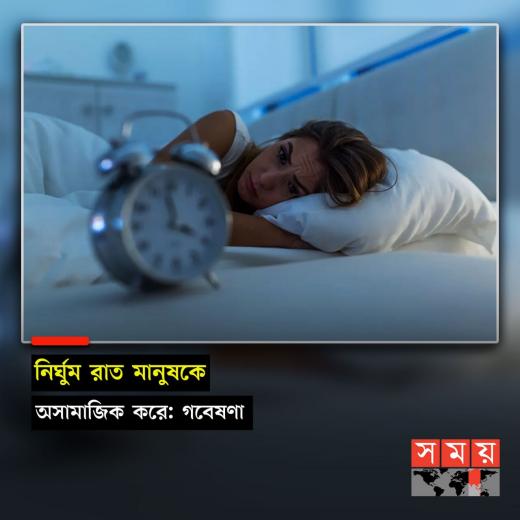 নির্ঘুম রাত মানুষকে
অসামাজিক করে: গবেষণা
সময়